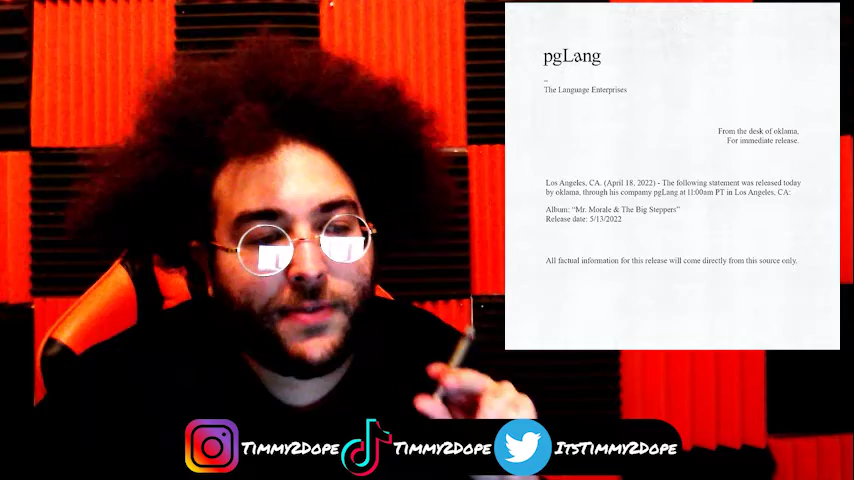 pgLang
–
The Language Enterprises
From the desk of oklama,
For immediate release.
Los Angeles, CA. (April 18, 2022) - The following statement was released today
by oklama, through his company pgLang at 11:00am PT in Los Angeles, CA:
Album: “Mr. Morale & The Big Steppers”
Release date: 5/13/2022
All factual information for this release will come directly from this source only.
Timmy2Dope
Timmy2Dope
ItsTimmy2Dope